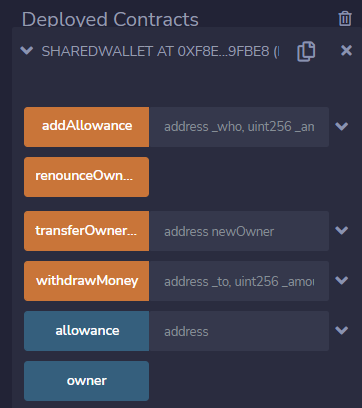 Deployed Contracts
SHAREDWALLET AT 0XF8E...9FBE8 (
addAllowance address _who, uint256 _am
renounceOwn...
transferOwner... address newOwner
withdrawMoney address _to, uint256 _amou
allowance address
owner